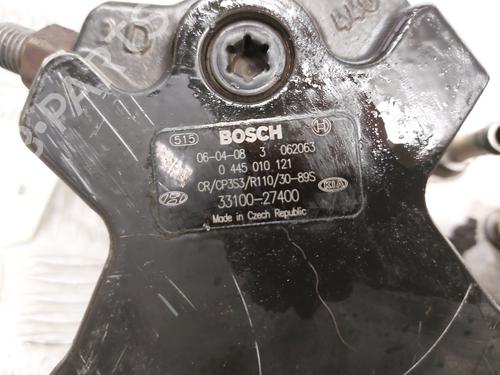 515 BOSCH
06-04-08 3 062063
0 445 010 121
CR/CP3S3/R110/30-89S
KIA
33100-27400
Made in Czech Republic